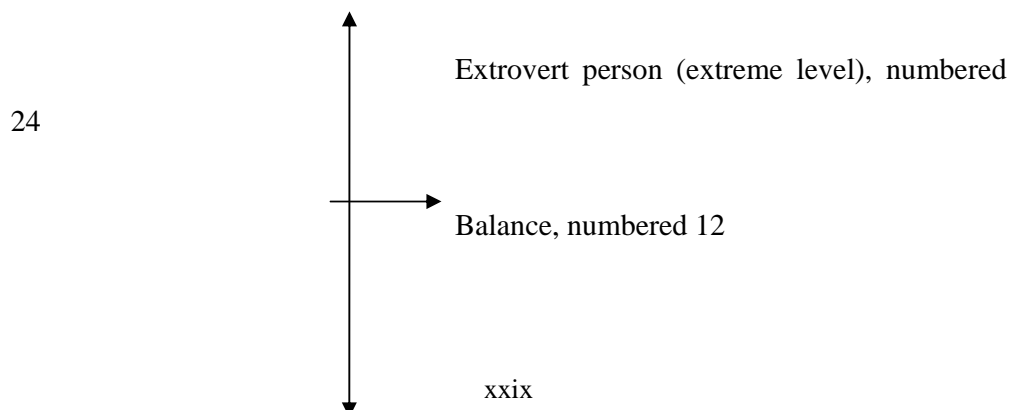 Extrovert person (extreme level), numbered
24
Balance, numbered 12
xxix